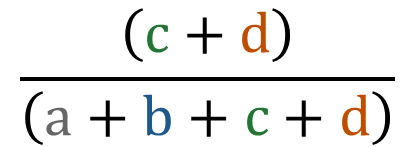 (c + d)
(a + b + c + d)